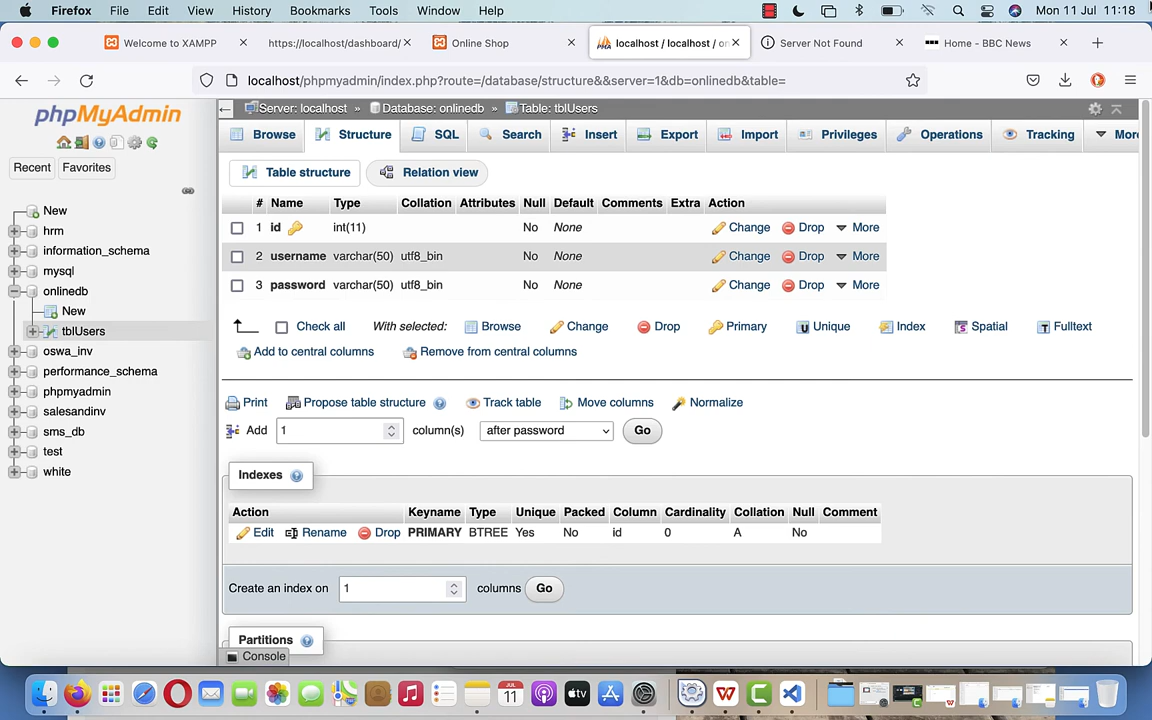 Firefox File Edit View History Bookmarks Tools Window Help Mon 11 Jul 11:18
Welcome to XAMPP https://localhost/dashboard/ Online Shop localhost / localhost / on Server Not Found Home - BBC News
localhost/phpmyadmin/index.php?route=/database/structure&&server=1&db=onlinedb&table=
phpMyAdmin
Recent Favorites
New
hrm
information_schema
mysql
onlinedb
New
tblUsers
oswa_inv
performance_schema
phpmyadmin
salesandinv
sms_db
test
white
Server: localhost » Database: onlinedb » Table: tblUsers
Browse Structure SQL Search Insert Export Import Privileges Operations Tracking More
Table structure Relation view
# Name Type Collation Attributes Null Default Comments Extra Action
1 id int(11) No None Change Drop More
2 username varchar(50) utf8_bin No None Change Drop More
3 password varchar(50) utf8_bin No None Change Drop More
Check all With selected: Browse Change Drop Primary Unique Index Spatial Fulltext
Add to central columns Remove from central columns
Print Propose table structure Track table Move columns Normalize
Add 1 column(s) after password Go
Indexes
Action Keyname Type Unique Packed Column Cardinality Collation Null Comment
Edit Rename Drop PRIMARY BTREE Yes No id 0 A No
Create an index on 1 columns Go
Partitions
Console
JUL
11
tv